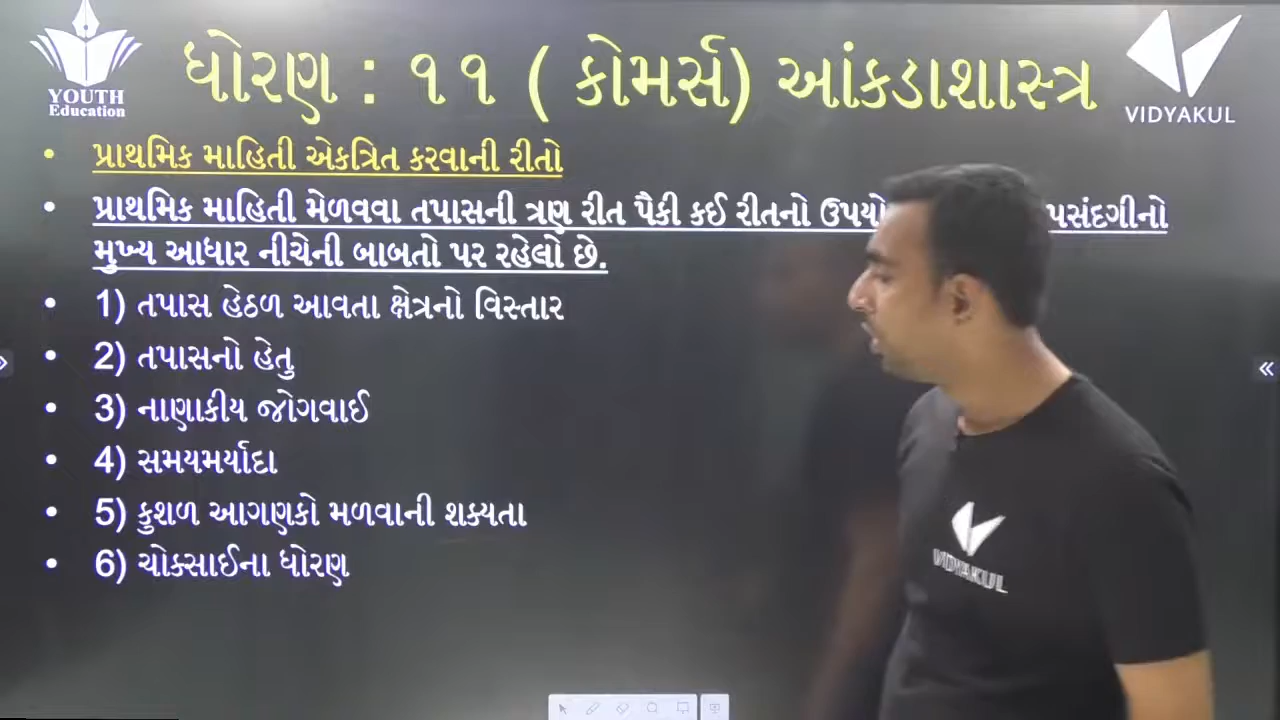 YOUTH
Education
ધોરણ : ૧૧ ( કોમર્સ) આંકડાશાસ્ત્ર
VIDYAKUL
• પ્રાથમિક માહિતી એકત્રિત કરવાની રીતો
• પ્રાથમિક માહિતી મેળવવા તપાસની ત્રણ રીત પૈકી કઈ રીતનો પસંદગીનો
મુખ્ય આધાર નીચેની બાબતો પર રહેલો છે.
• 1) તપાસ હેઠળ આવતા ક્ષેત્રનો વિસ્તાર
• 2) તપાસનો હેતુ
• 3) નાણાકીય જોગવાઈ
• 4) સમયમર્યાદા
• 5) કુશળ આગણકો મળવાની શક્યતા
• 6) ચોક્સાઈના ધોરણ
VIDYAKUL